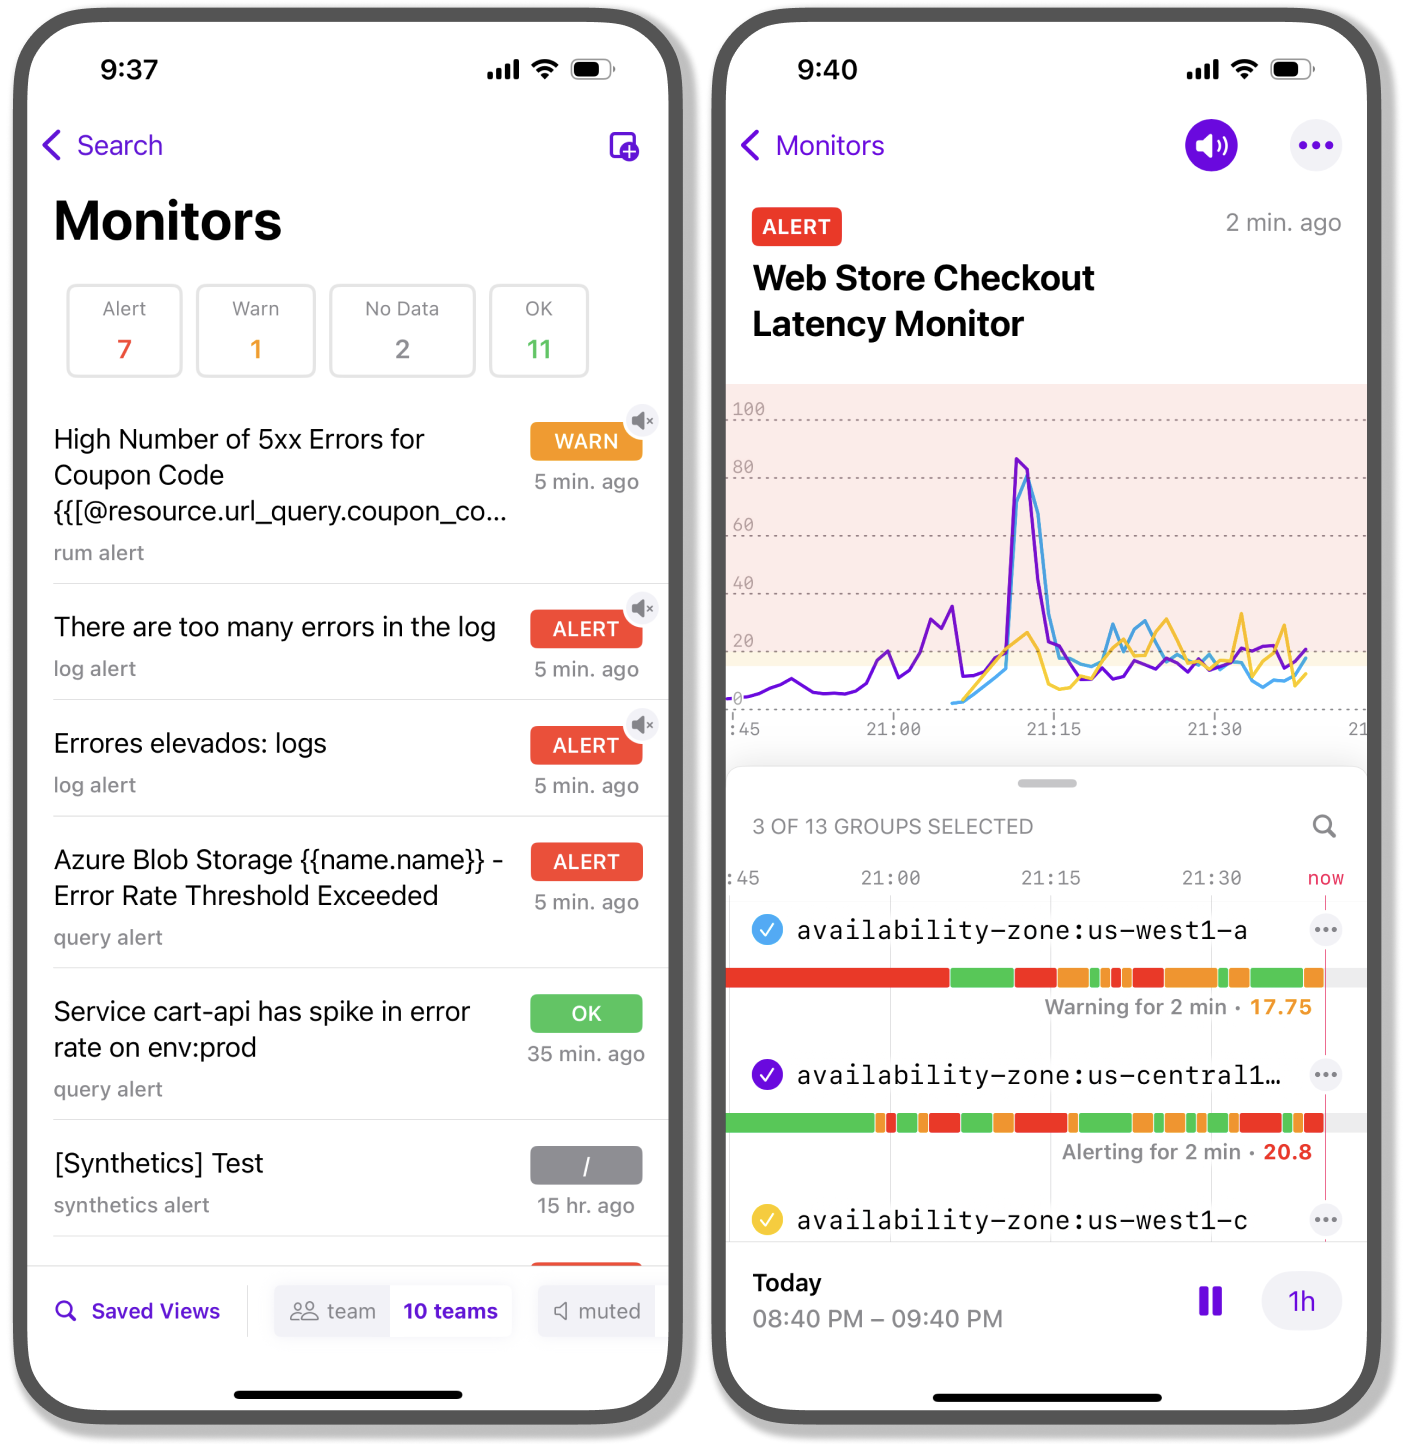 9:37
Search
Monitors
Alert Warn No Data OK
7 1 2 11
High Number of 5xx Errors for
Coupon Code
{{[@resource.url_query.coupon_co...
rum alert
WARN
5 min. ago
There are too many errors in the log
log alert
ALERT
5 min. ago
Errores elevados: logs
log alert
ALERT
5 min. ago
Azure Blob Storage {{name.name}} -
Error Rate Threshold Exceeded
query alert
ALERT
5 min. ago
Service cart-api has spike in error
rate on env:prod
query alert
OK
35 min. ago
[Synthetics] Test
synthetics alert
/
15 hr. ago
Saved Views team 10 teams muted
9:40
Monitors
ALERT
2 min. ago
Web Store Checkout
Latency Monitor
100
80
60
40
20
0
:45 21:00 21:15 21:30 21
3 OF 13 GROUPS SELECTED
:45 21:00 21:15 21:30 now
availability-zone:us-west1-a
Warning for 2 min • 17.75
availability-zone:us-central1…
Alerting for 2 min • 20.8
availability-zone:us-west1-c
Today
08:40 PM – 09:40 PM
1h